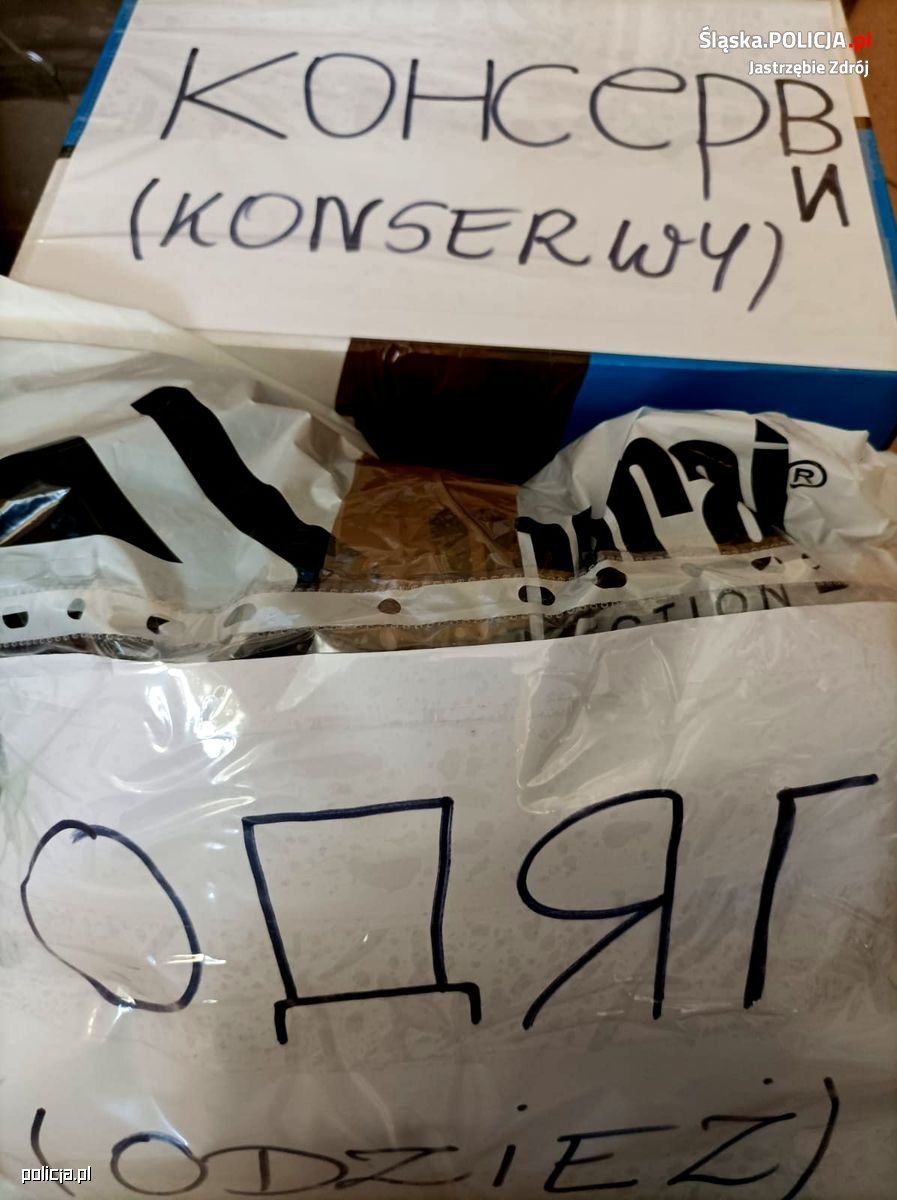 Śląska.POLICJA.pl
Jastrzębie Zdrój
консерв
и
(KONSERWY)
®
ОДЯГ
(ODZIEŻ)
policja.pl